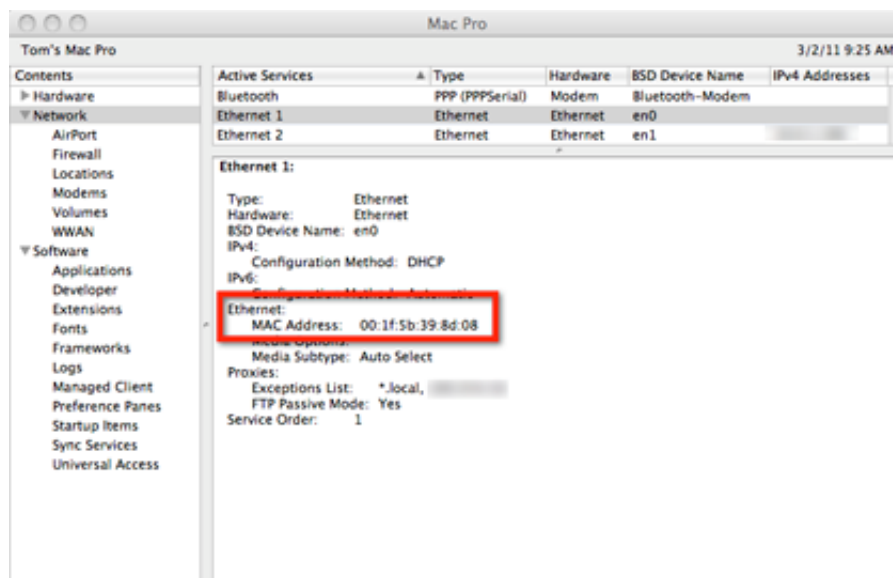 Mac Pro
Tom's Mac Pro
3/2/11 9:25 AM
Contents
Hardware
Network
AirPort
Firewall
Locations
Modems
Volumes
WWAN
Software
Applications
Developer
Extensions
Fonts
Frameworks
Logs
Managed Client
Preference Panes
Startup Items
Sync Services
Universal Access
Active Services Type Hardware BSD Device Name IPv4 Addresses
Bluetooth PPP (PPPSerial) Modem Bluetooth-Modem
Ethernet 1 Ethernet Ethernet en0
Ethernet 2 Ethernet Ethernet en1
Ethernet 1:
Type: Ethernet
Hardware: Ethernet
BSD Device Name: en0
IPv4:
Configuration Method: DHCP
IPv6:
Configuration Method: Automatic
Ethernet:
MAC Address: 00:1f:5b:39:8d:08
Media Options:
Media Subtype: Auto Select
Proxies:
Exceptions List: *.local,
FTP Passive Mode: Yes
Service Order: 1